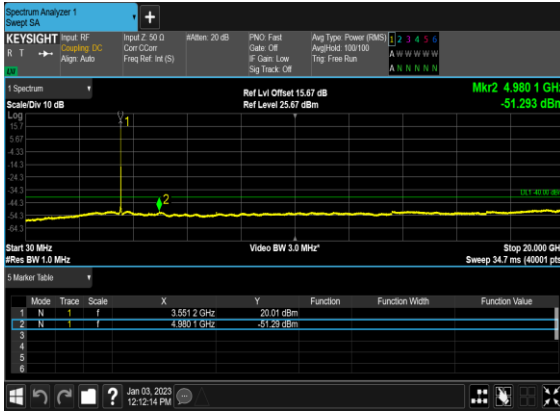 Spectrum Analyzer 1
Swept SA
+
KEYSIGHT Input: RF Input Z: 50 Ω #Atten: 20 dB PNO: Fast Avg Type: Power (RMS) 1 2 3 4 5 6
R T Coupling: DC Corr CCorr Gate: Off Avg|Hold: 100/100 A W W W W W
Align: Auto Freq Ref: Int (S) IF Gain: Low Trig: Free Run
Sig Track: Off A N N N N N
1 Spectrum
Ref Lvl Offset 15.67 dB Mkr2 4.980 1 GHz
Scale/Div 10 dB Ref Level 25.67 dBm -51.293 dBm
Log
15.7
5.67
-4.33
-14.3
-24.3
-34.3
-44.3
-54.3
-64.3
1
2
DL1 -40.00 dBm
Start 30 MHz Video BW 3.0 MHz* Stop 20.000 GH
#Res BW 1.0 MHz Sweep 34.7 ms (40001 pts
5 Marker Table
Mode Trace Scale X Y Function Function Width Function Value
1 N 1 f 3.551 2 GHz 20.01 dBm
2 N 1 f 4.980 1 GHz -51.29 dBm
3
4
5
6
? Jan 03, 2023
12:12:14 PM